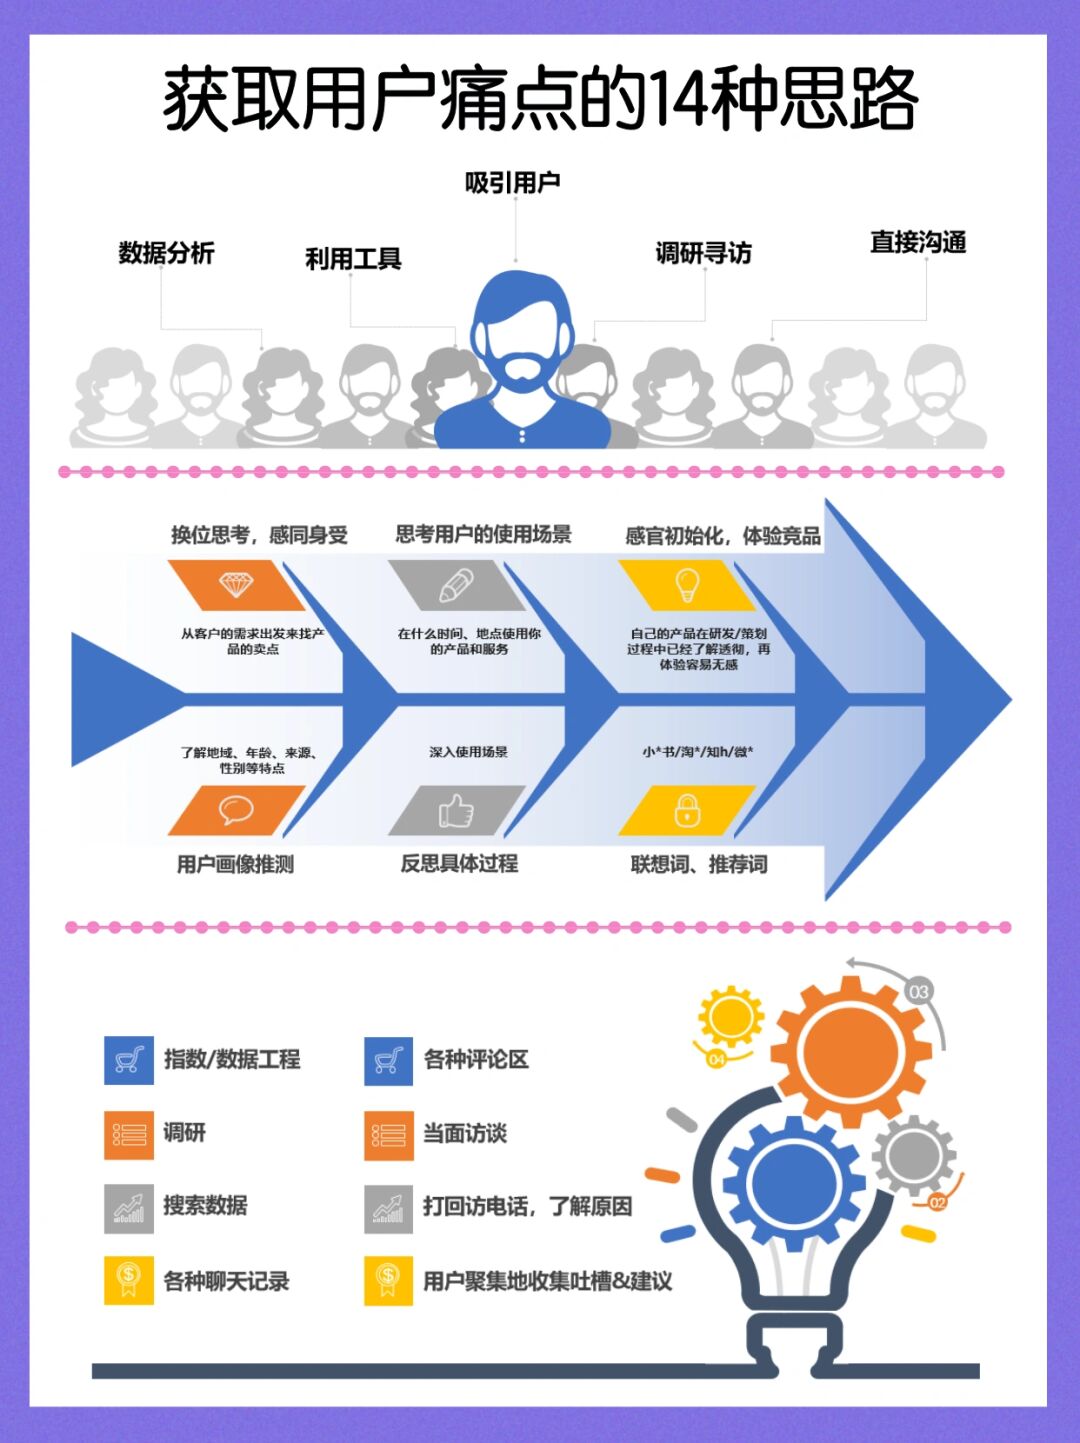 获取用户痛点的14种思路
吸引用户
数据分析
利用工具
调研寻访
直接沟通
换位思考，感同身受
思考用户的使用场景
感官初始化，体验竞品
从客户的需求出发来找产
品的卖点
在什么时间、地点使用你
的产品和服务
自己的产品在研发/策划
过程中已经了解透彻，再
体验容易无感
了解地域、年龄、来源、
性别等特点
深入使用场景
小*书/淘*/知h/微*
用户画像推测
反思具体过程
联想词、推荐词
指数/数据工程
各种评论区
调研
当面访谈
搜索数据
打回访电话，了解原因
各种聊天记录
用户聚集地收集吐槽&建议
03
04
02